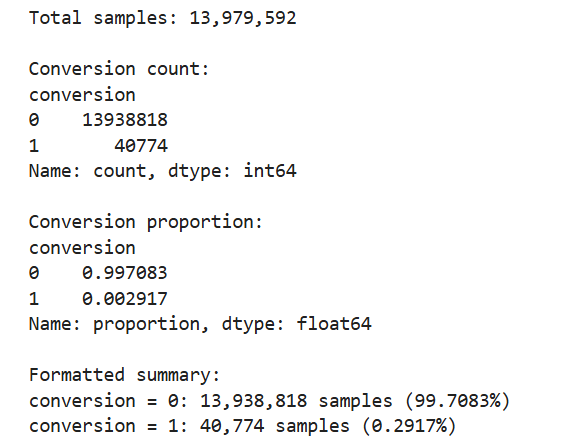 Total samples: 13,979,592
Conversion count:
conversion
0    13938818
1       40774
Name: count, dtype: int64
Conversion proportion:
conversion
0    0.997083
1    0.002917
Name: proportion, dtype: float64
Formatted summary:
conversion = 0: 13,938,818 samples (99.7083%)
conversion = 1: 40,774 samples (0.2917%)